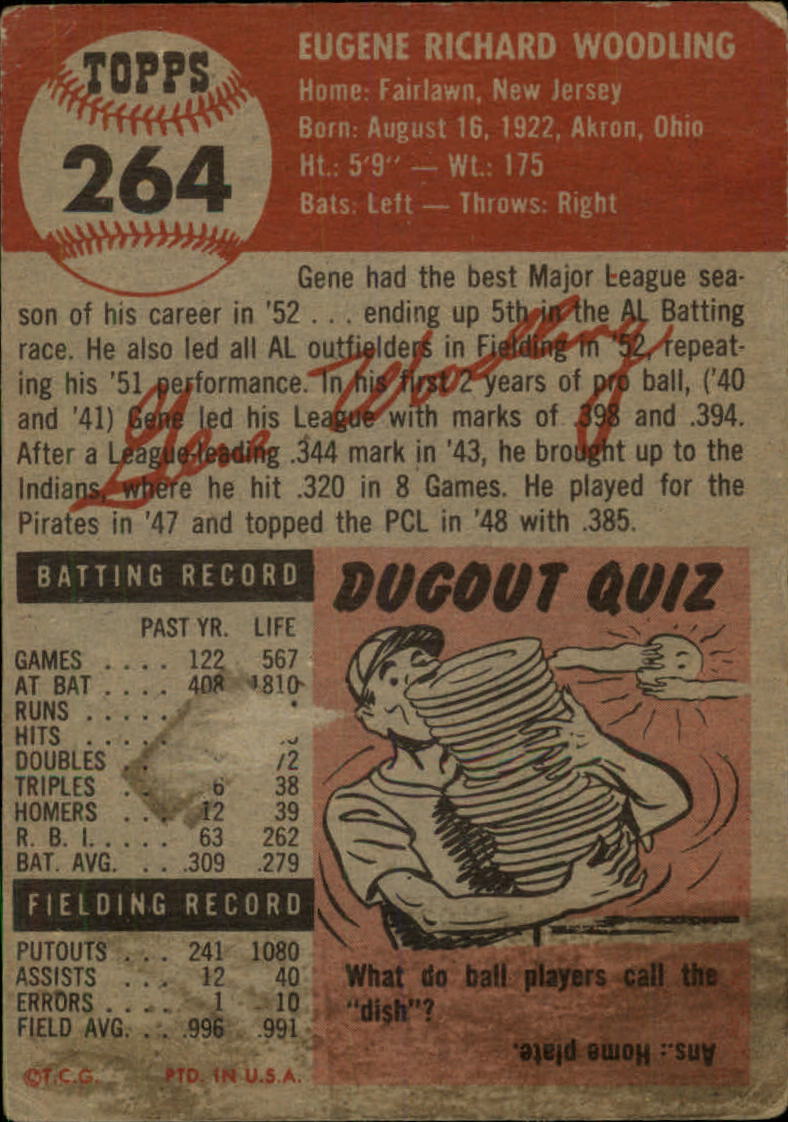 TOPPS
264
EUGENE RICHARD WOODLING
Home: Fairlawn, New Jersey
Born: August 16, 1922, Akron, Ohio
Ht.: 5'9" — Wt.: 175
Bats: Left — Throws: Right
Gene had the best Major League sea-
son of his career in '52 . . . ending up 5th in the AL Batting
race. He also led all AL outfielders in Fielding in '52, repeat-
ing his '51 performance. In his first 2 years of pro ball, ('40
and '41) Gene led his League with marks of .398 and .394.
After a League-leading .344 mark in '43, he brought up to the
Indians, where he hit .320 in 8 Games. He played for the
Pirates in '47 and topped the PCL in '48 with .385.
Gene Woodling
BATTING RECORD
PAST YR. LIFE
GAMES . . . . 122 567
AT BAT . . . . 408 1810
RUNS . . . . .
HITS . . . . .
DOUBLES
TRIPLES . . 6 38
HOMERS . . . 12 39
R. B. I. . . . . . 63 262
BAT. AVG. . . . .309 .279
FIELDING RECORD
PUTOUTS . . . 241 1080
ASSISTS . . . 12 40
ERRORS . . . . 1 10
FIELD AVG. . . .996 .991
©T.C.G. PTD. IN U.S.A.
DUGOUT QUIZ
What do ball players call the
"dish"?
Ans.: Home plate.